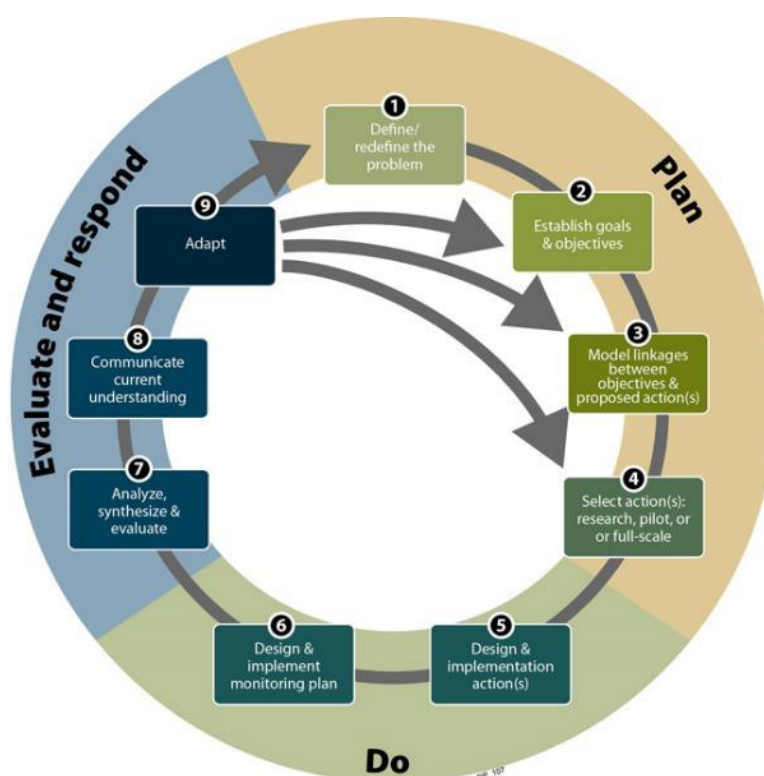 1
Define/
redefine the
problem
2
Establish goals
& objectives
3
Model linkages
between
objectives &
proposed action(s)
4
Select action(s):
research, pilot, or
or full-scale
5
Design &
implementation
action(s)
6
Design &
implement
monitoring plan
7
Analyze,
synthesize &
evaluate
8
Communicate
current
understanding
9
Adapt
Plan
Do
Evaluate and respond
107